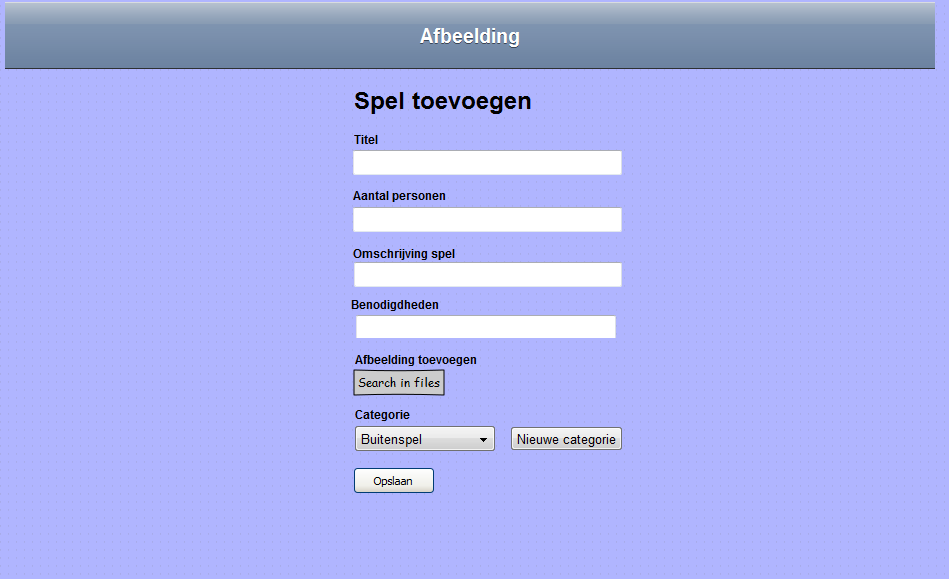 Afbeelding
Spel toevoegen
Titel
Aantal personen
Omschrijving spel
Benodigdheden
Afbeelding toevoegen
Search in files
Categorie
Buitenspel
Nieuwe categorie
Opslaan